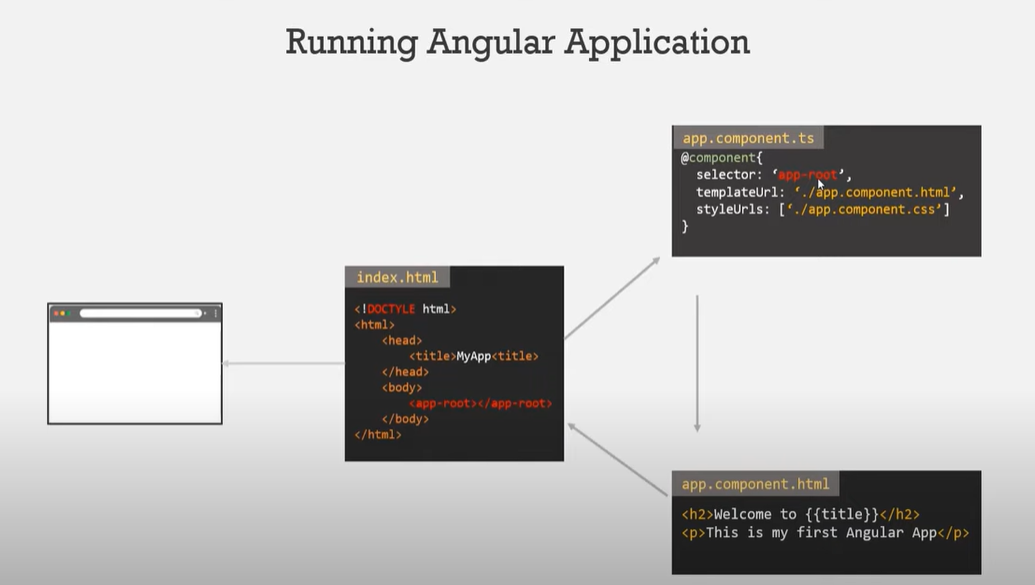 Running Angular Application
app.component.ts
@component{
selector: ‘app-root’,
templateUrl: ‘./app.component.html’,
styleUrls: [‘./app.component.css’]
}
index.html
<!DOCTYLE html>
<html>
<head>
<title>MyApp<title>
</head>
<body>
<app-root></app-root>
</body>
</html>
app.component.html
<h2>Welcome to {{title}}</h2>
<p>This is my first Angular App</p>